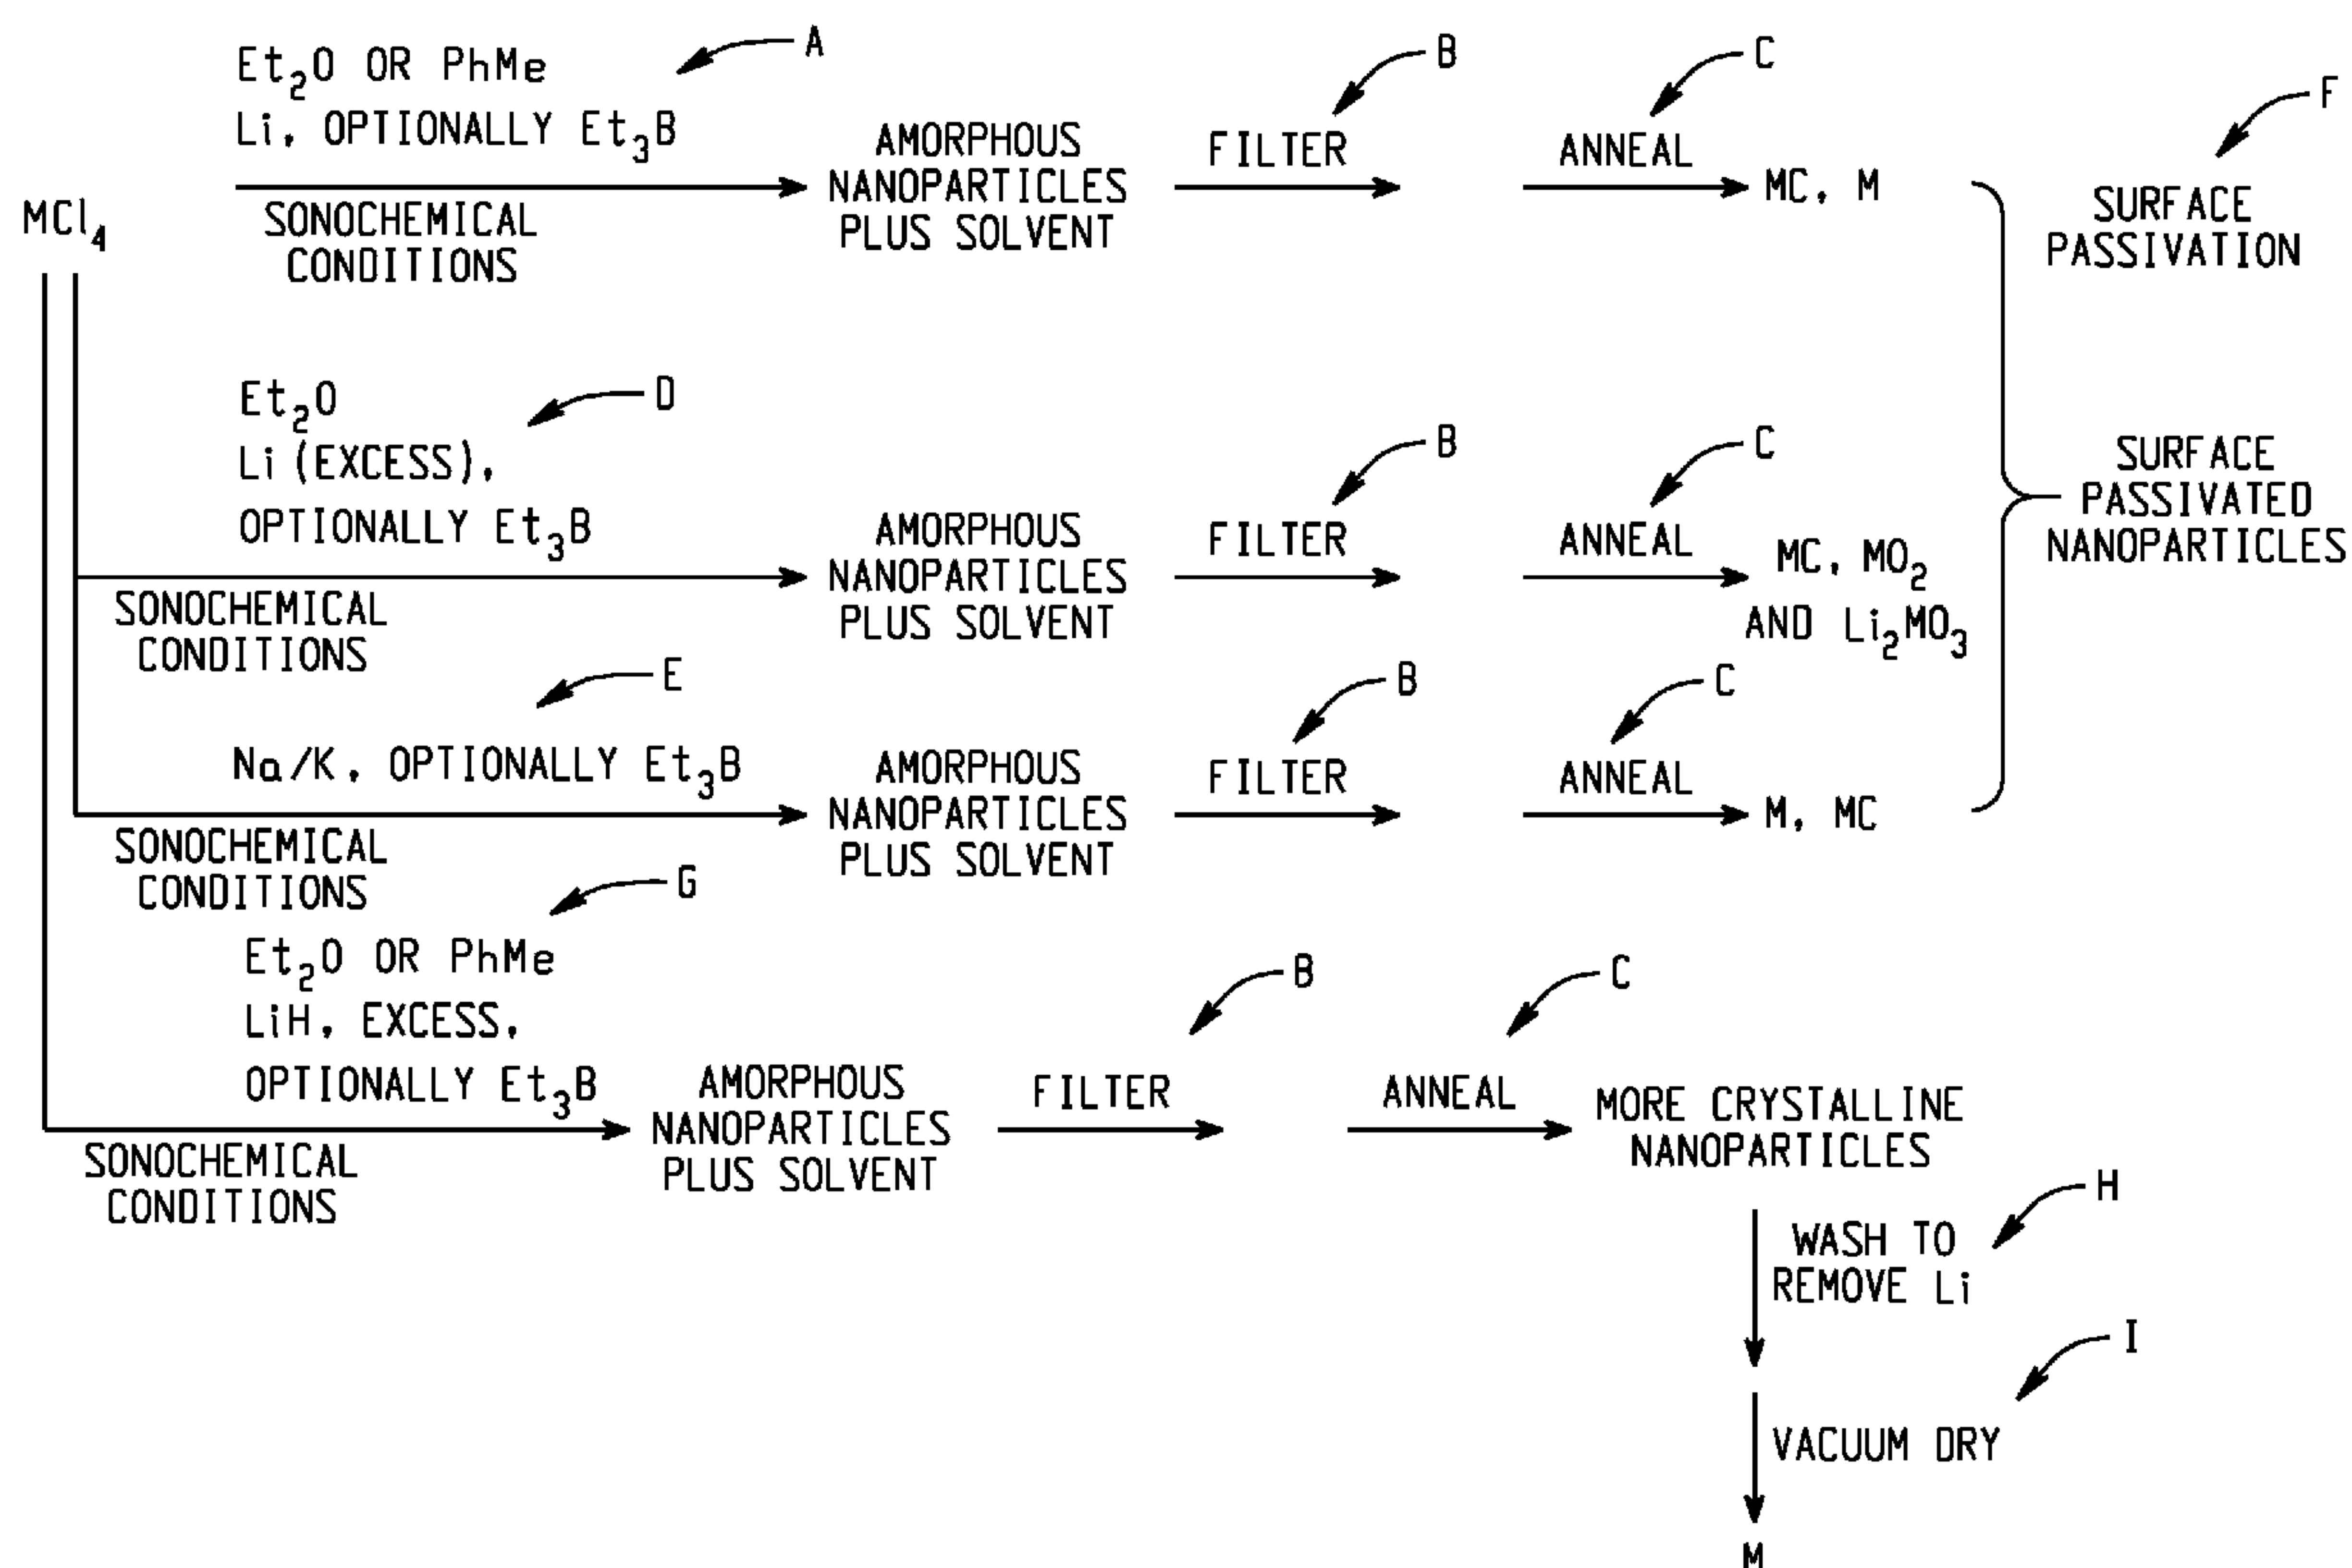 A
Et2O OR PhMe
Li, OPTIONALLY Et3B
MCl4
SONOCHEMICAL
CONDITIONS
AMORPHOUS
NANOPARTICLES
PLUS SOLVENT
B
FILTER
C
ANNEAL
MC, M
F
SURFACE
PASSIVATION
D
Et2O
Li (EXCESS),
OPTIONALLY Et3B
SONOCHEMICAL
CONDITIONS
AMORPHOUS
NANOPARTICLES
PLUS SOLVENT
B
FILTER
C
ANNEAL
MC, MO2
AND Li2MO3
SURFACE
PASSIVATED
NANOPARTICLES
E
Na/K, OPTIONALLY Et3B
SONOCHEMICAL
CONDITIONS
AMORPHOUS
NANOPARTICLES
PLUS SOLVENT
B
FILTER
C
ANNEAL
M, MC
G
Et2O OR PhMe
LiH, EXCESS,
OPTIONALLY Et3B
SONOCHEMICAL
CONDITIONS
AMORPHOUS
NANOPARTICLES
PLUS SOLVENT
B
FILTER
C
ANNEAL
MORE CRYSTALLINE
NANOPARTICLES
H
WASH TO
REMOVE Li
I
VACUUM DRY
M